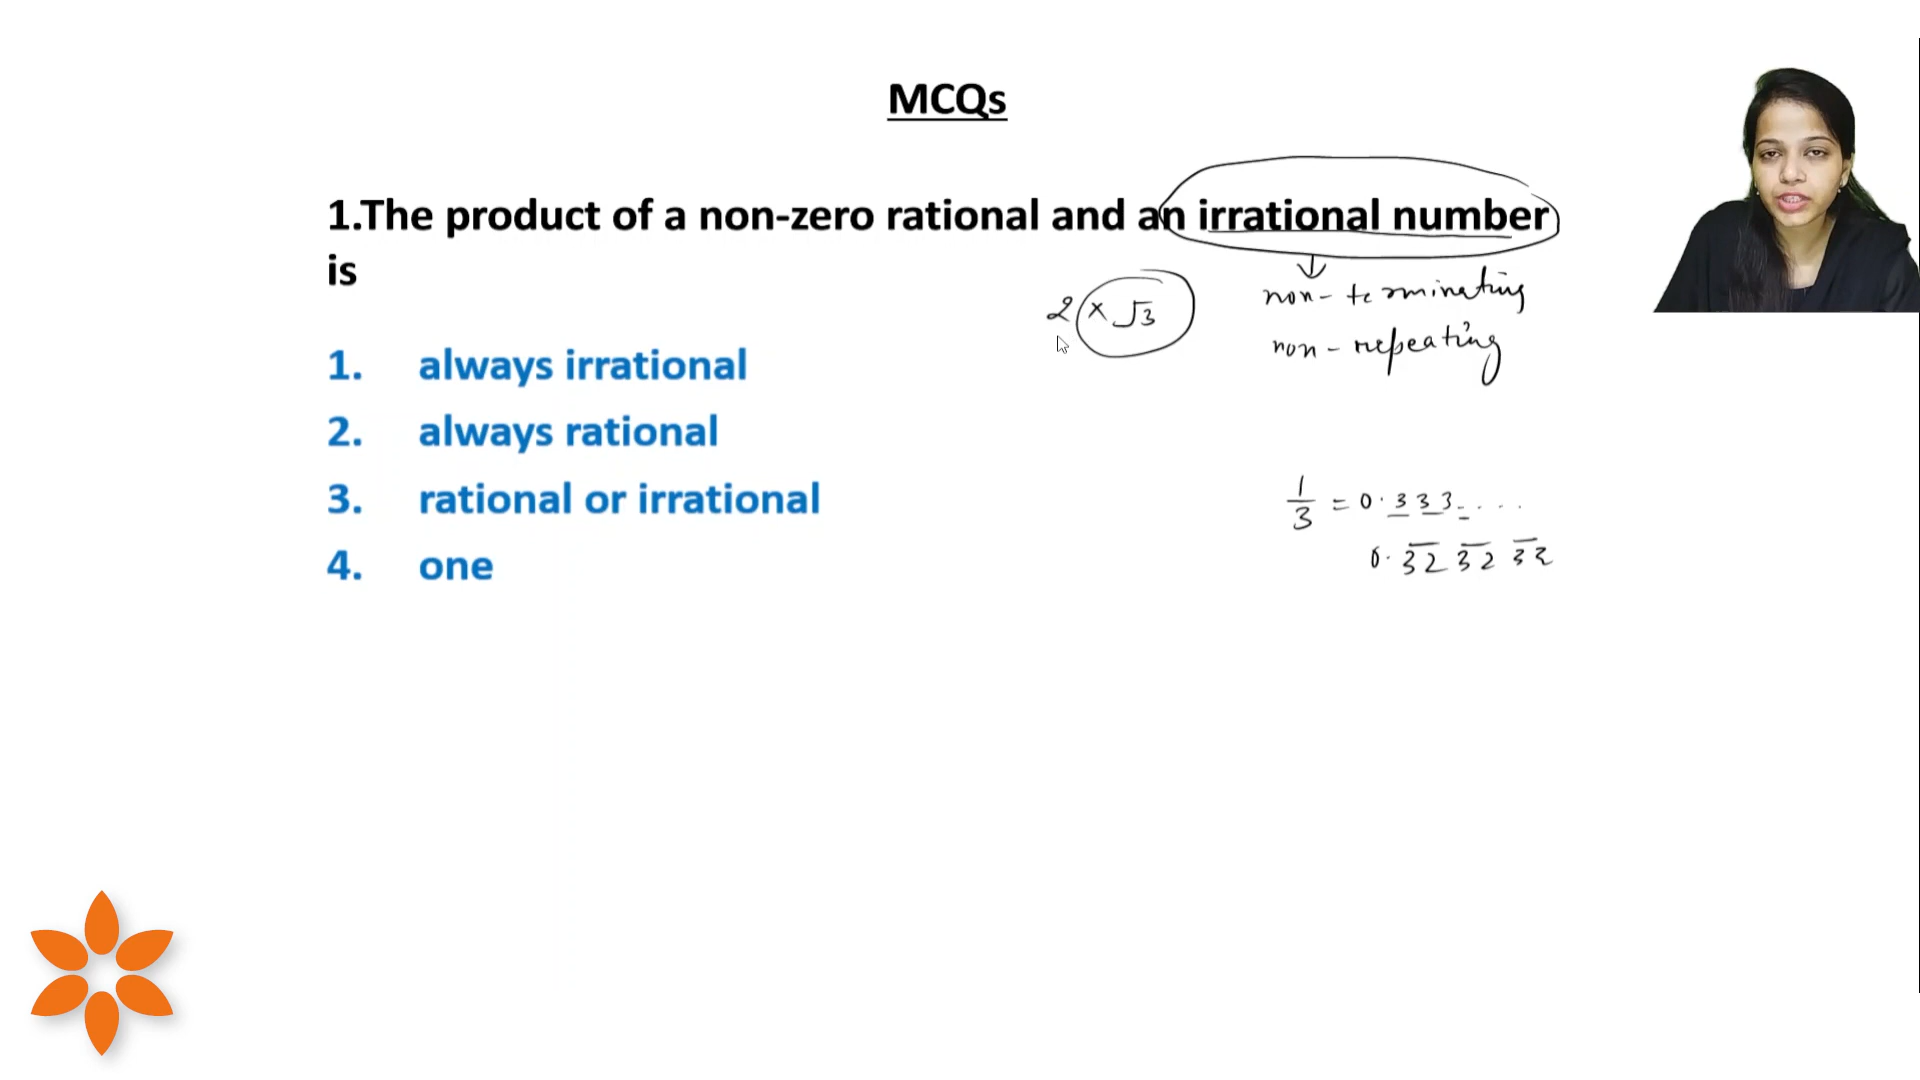 MCQs
1.The product of a non-zero rational and an irrational number
is
2 × √3
non-terminating
non-repeating
1. always irrational
2. always rational
3. rational or irrational
4. one
1/3 = 0.333....
0.32 32 32